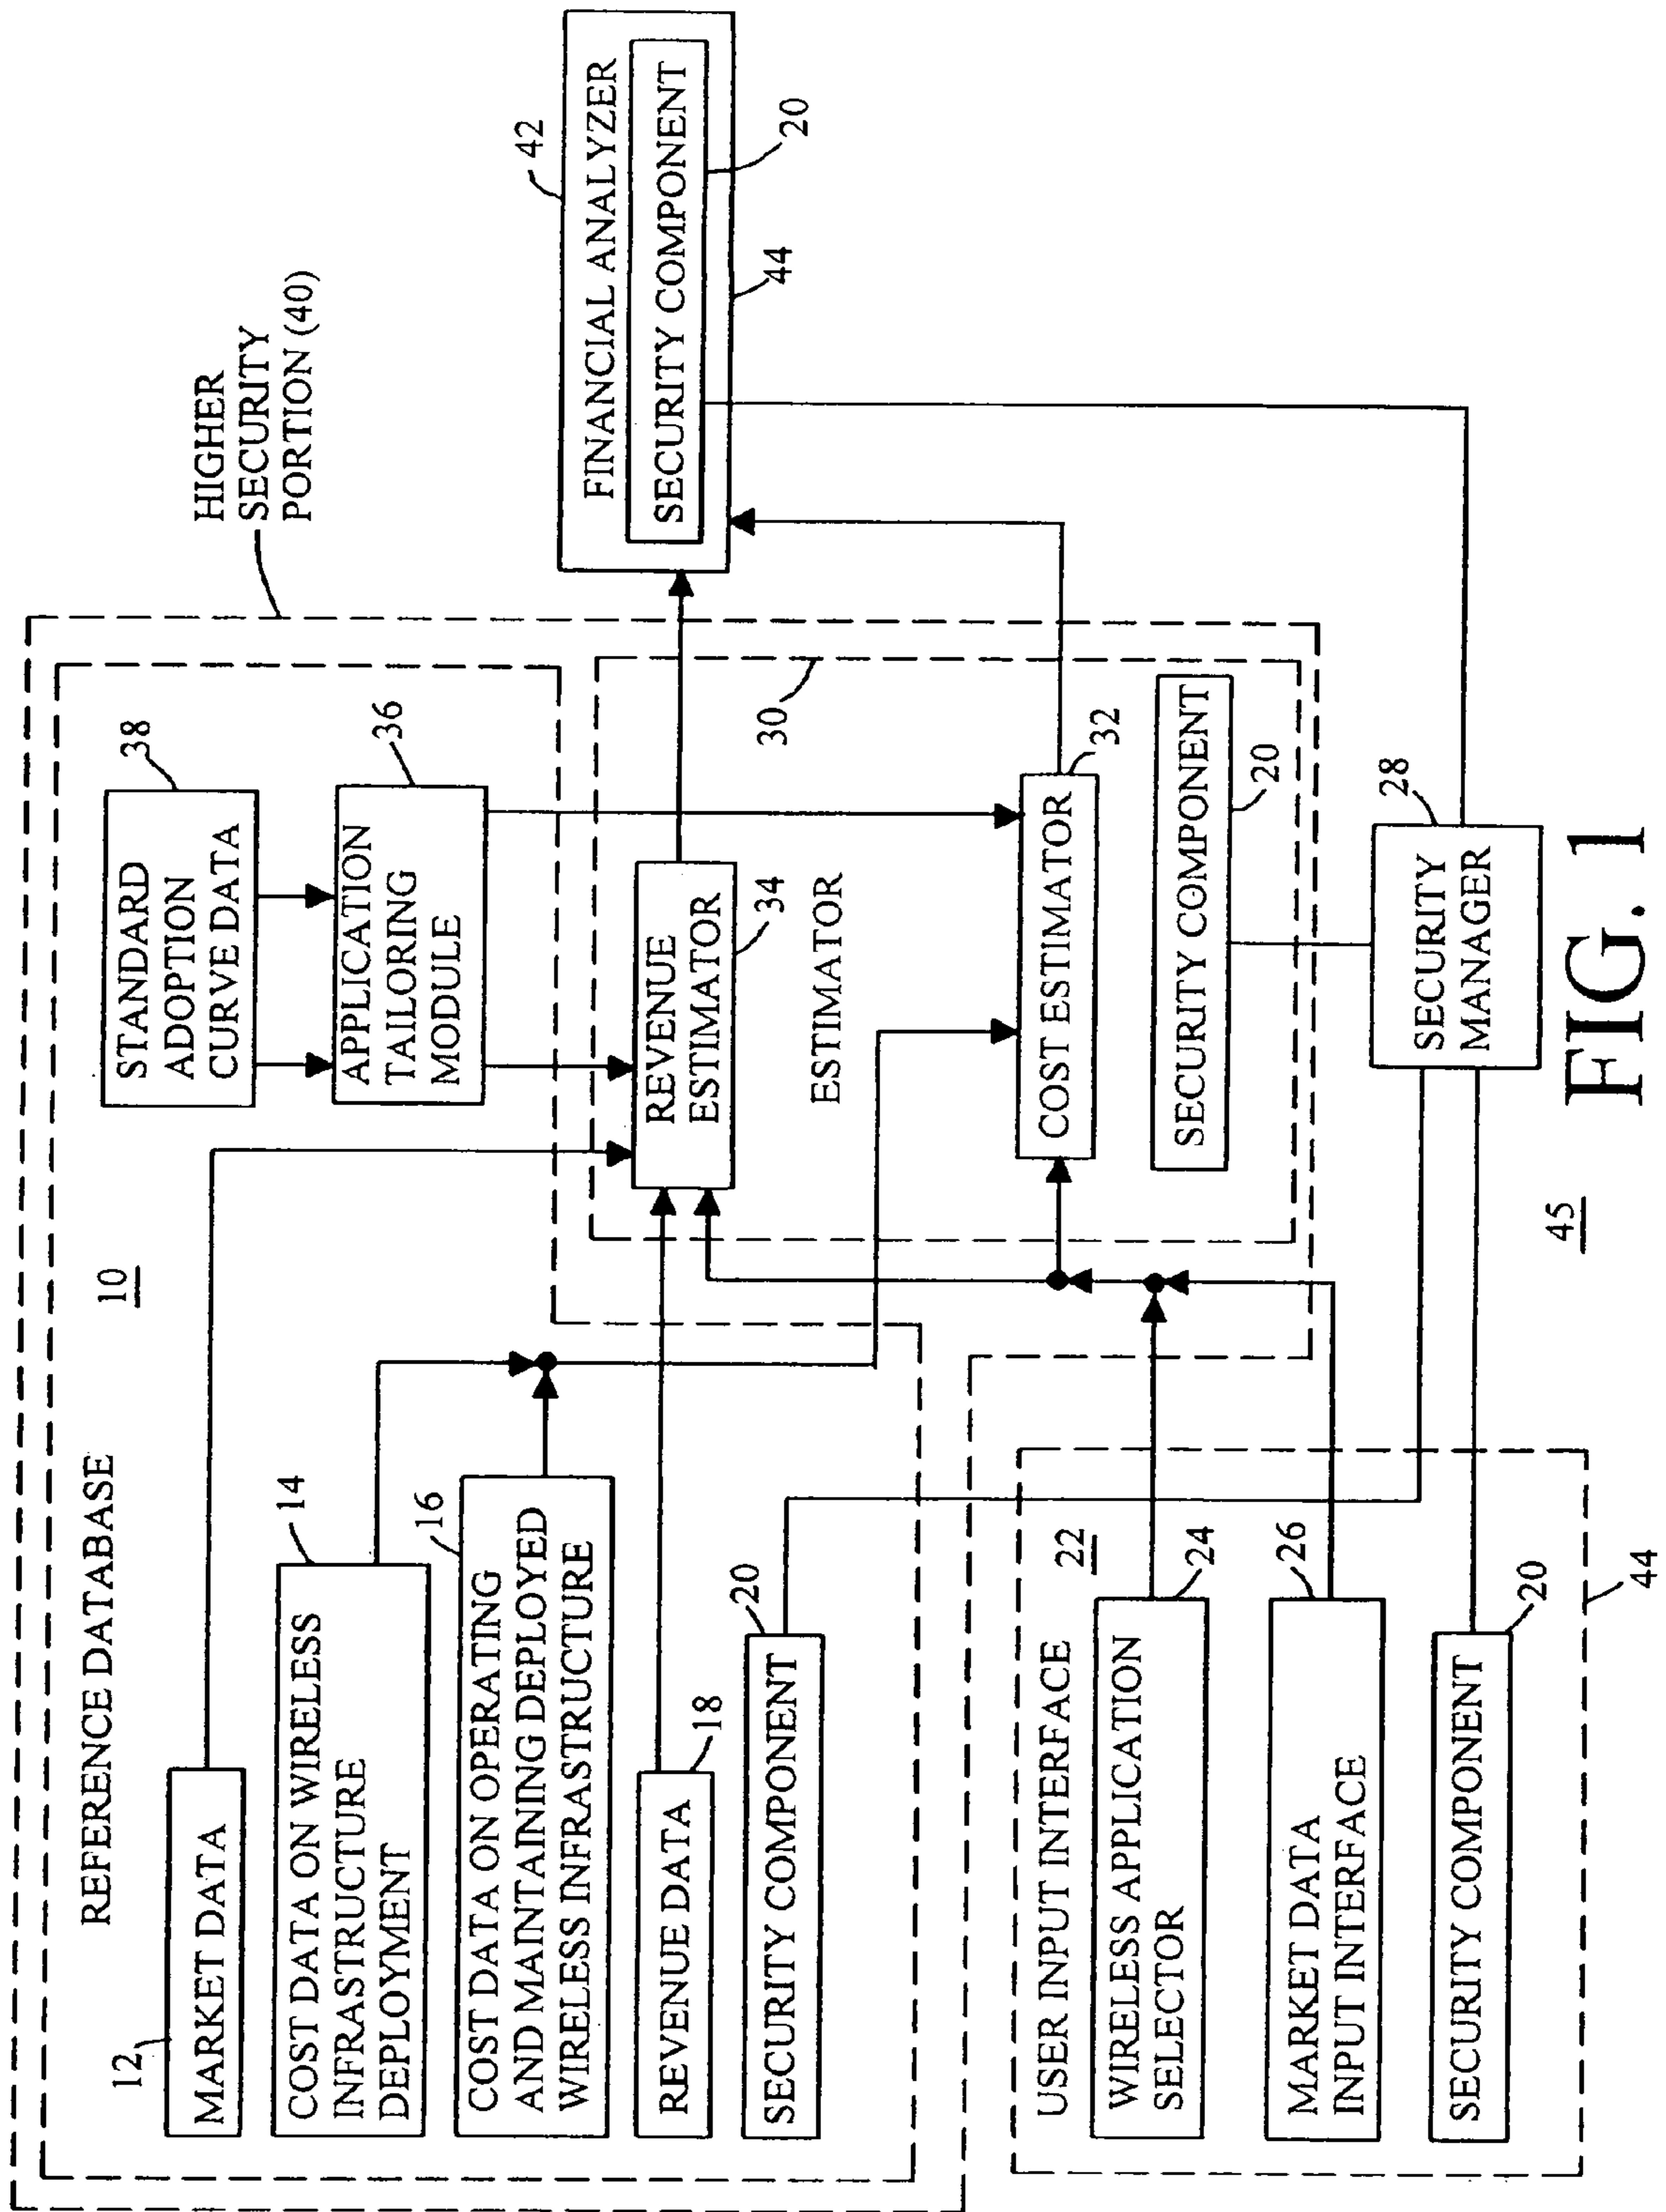 REFERENCE DATABASE
10
12
MARKET DATA
14
COST DATA ON WIRELESS
INFRASTRUCTURE
DEPLOYMENT
16
COST DATA ON OPERATING
AND MAINTAINING DEPLOYED
WIRELESS INFRASTRUCTURE
18
REVENUE DATA
20
SECURITY COMPONENT
38
STANDARD
ADOPTION
CURVE DATA
36
APPLICATION
TAILORING
MODULE
HIGHER
SECURITY
PORTION (40)
REVENUE
ESTIMATOR
34
30
ESTIMATOR
COST ESTIMATOR
32
SECURITY COMPONENT
20
42
FINANCIAL ANALYZER
SECURITY COMPONENT
20
44
USER INPUT INTERFACE
22
WIRELESS APPLICATION
SELECTOR
24
MARKET DATA
INPUT INTERFACE
26
SECURITY COMPONENT
20
44
28
SECURITY
MANAGER
45
FIG. 1